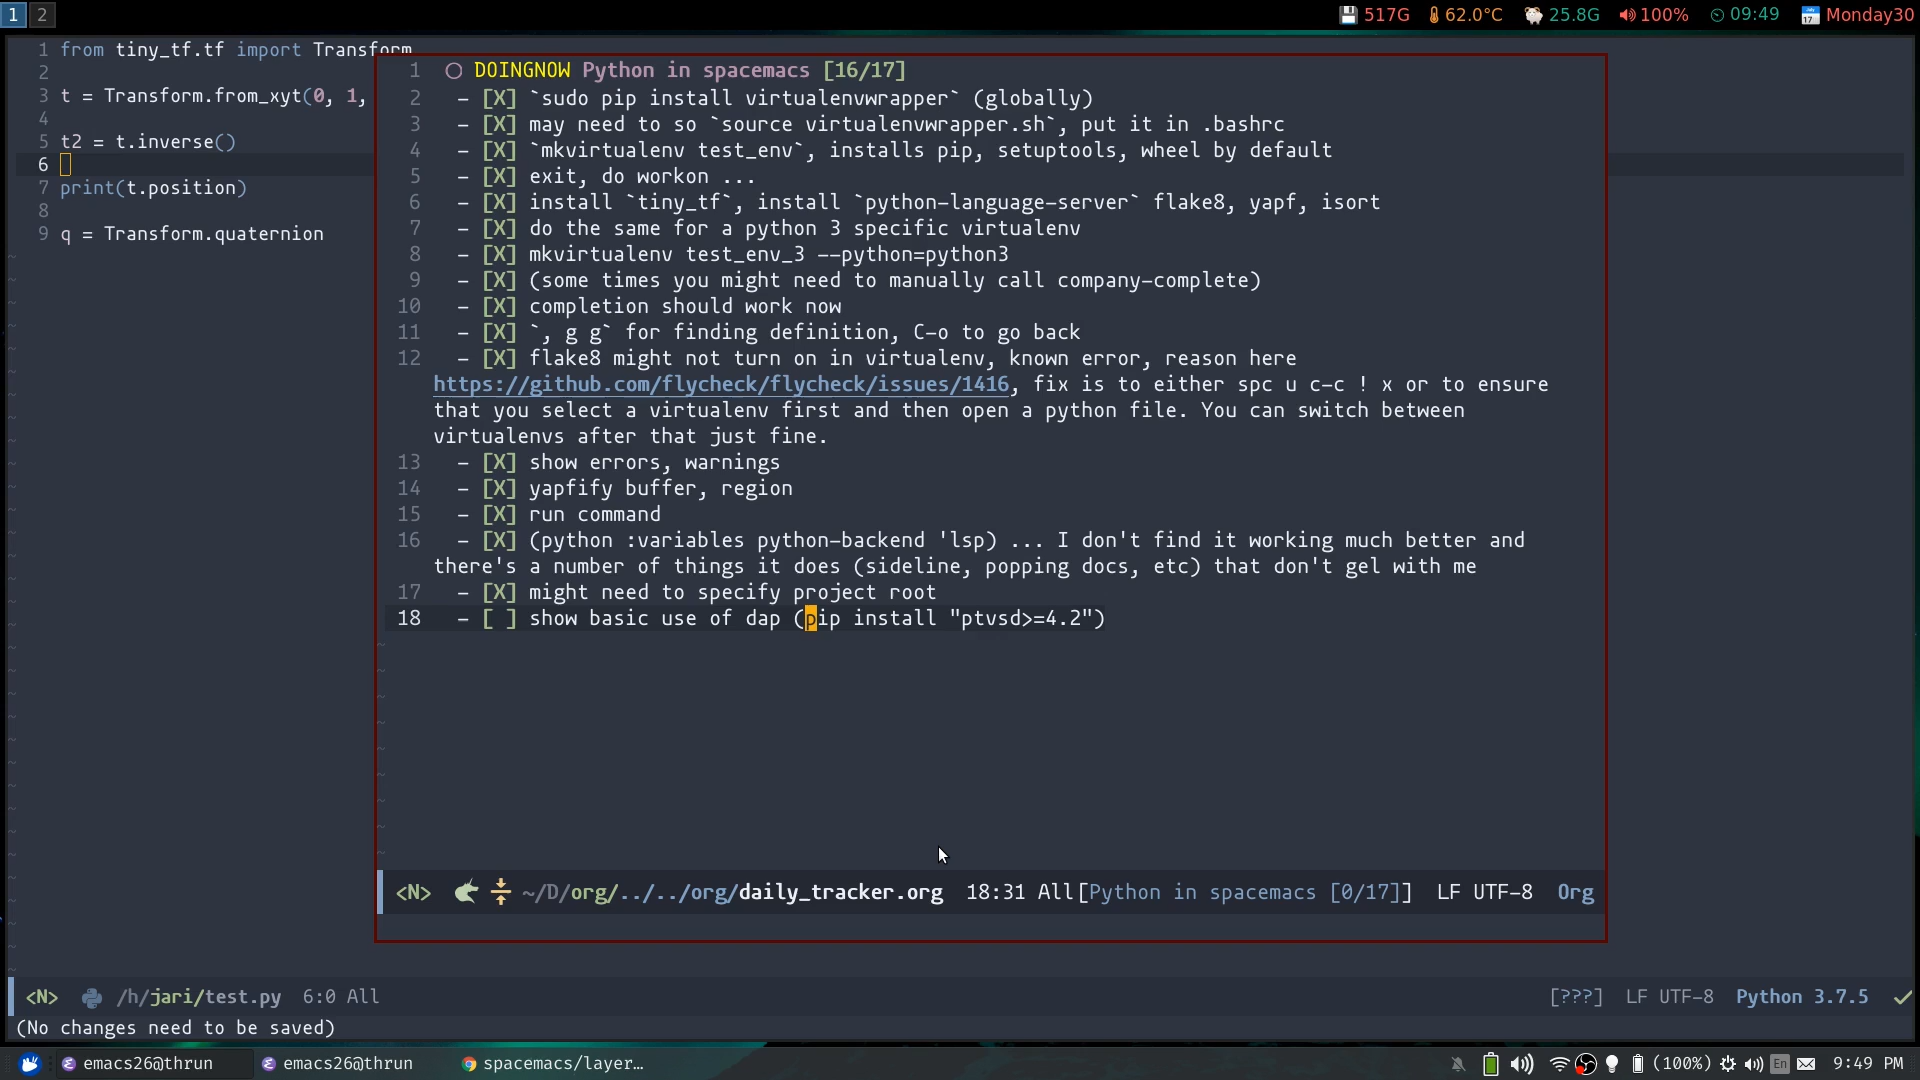 1 2 517G 62.0°C 25.8G 100% 09:49 Monday30
1 from tiny_tf.tf import Transform
2
3 t = Transform.from_xyt(0, 1,
4
5 t2 = t.inverse()
6
7 print(t.position)
8
9 q = Transform.quaternion
1 DOINGNOW Python in spacemacs [16/17]
2 – [X] `sudo pip install virtualenvwrapper` (globally)
3 – [X] may need to so `source virtualenvwrapper.sh`, put it in .bashrc
4 – [X] `mkvirtualenv test_env`, installs pip, setuptools, wheel by default
5 – [X] exit, do workon ...
6 – [X] install `tiny_tf`, install `python-language-server` flake8, yapf, isort
7 – [X] do the same for a python 3 specific virtualenv
8 – [X] mkvirtualenv test_env_3 --python=python3
9 – [X] (some times you might need to manually call company-complete)
10 – [X] completion should work now
11 – [X] `, g g` for finding definition, C-o to go back
12 – [X] flake8 might not turn on in virtualenv, known error, reason here
https://github.com/flycheck/flycheck/issues/1416, fix is to either spc u c-c ! x or to ensure
that you select a virtualenv first and then open a python file. You can switch between
virtualenvs after that just fine.
13 – [X] show errors, warnings
14 – [X] yapfify buffer, region
15 – [X] run command
16 – [X] (python :variables python-backend 'lsp) ... I don't find it working much better and
there's a number of things it does (sideline, popping docs, etc) that don't gel with me
17 – [X] might need to specify project root
18 – [ ] show basic use of dap (pip install "ptvsd>=4.2")
<N> ~/D/org/../../org/daily_tracker.org 18:31 All[Python in spacemacs [0/17]] LF UTF-8 Org
<N> /h/jari/test.py 6:0 All [???] LF UTF-8 Python 3.7.5
(No changes need to be saved)
emacs26@thrun emacs26@thrun spacemacs/layer... (100%) En 9:49 PM